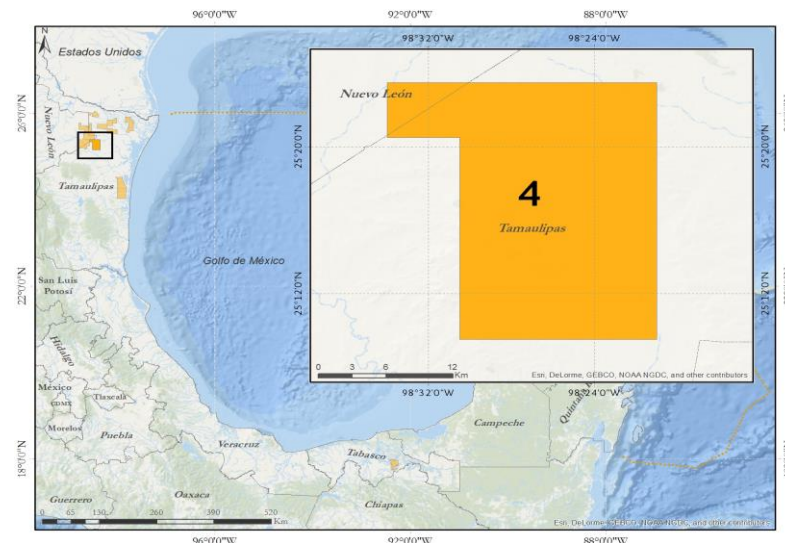 96°0'0"W 92°0'0"W 88°0'0"W
N
Estados Unidos
98°32'0"W 98°24'0"W
Nuevo León
26°0'0"N
Nuevo León
25°20'0"N
25°20'0"N
4
Tamaulipas
Tamaulipas
Golfo de México
San Luis
Potosí
22°0'0"N
25°12'0"N
25°12'0"N
Hidalgo
0 3 6 12
Km
Esri, DeLorme, GEBCO, NOAA NGDC, and other contributors
98°32'0"W 98°24'0"W
México
CDMX
Tlaxcala
Morelos
Puebla
Veracruz
Tabasco
Campeche
18°0'0"N
Guerrero
Oaxaca
Chiapas
0 65 130 260 390 520
Km
Esri, DeLorme, GEBCO, NOAA NGDC, and other contributors
96°0'0"W 92°0'0"W 88°0'0"W